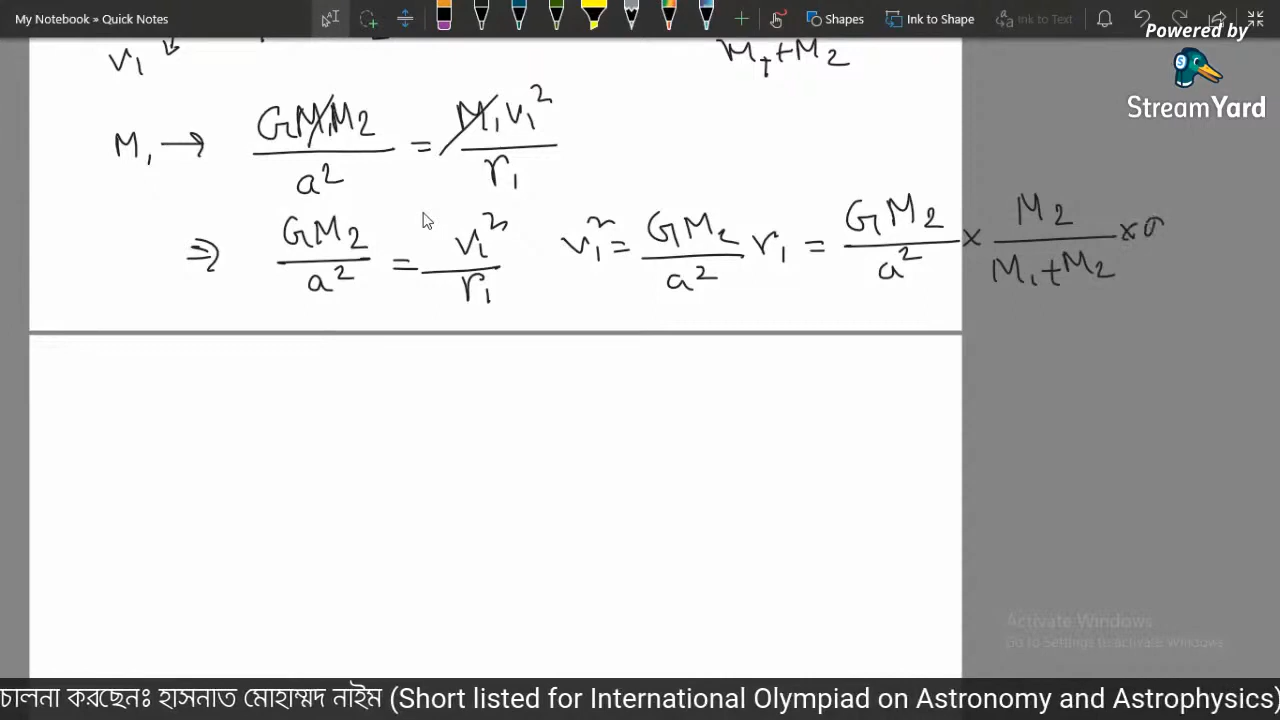 My Notebook » Quick Notes
Shapes
Ink to Shape
Ink to Text
Powered by
StreamYard
v₁
M₁+M₂
M₁ → GM₁M₂/a² = M₁v₁²/r₁
⇒ GM₂/a² = v₁²/r₁ v₁² = GM₂/a² r₁ = GM₂/a² × M₂/(M₁+M₂) ×
Activate Windows
Go to Settings to activate Windows.
চালনা করছেনঃ হাসনাত মোহাম্মদ নাইম (Short listed for International Olympiad on Astronomy and Astrophysics)